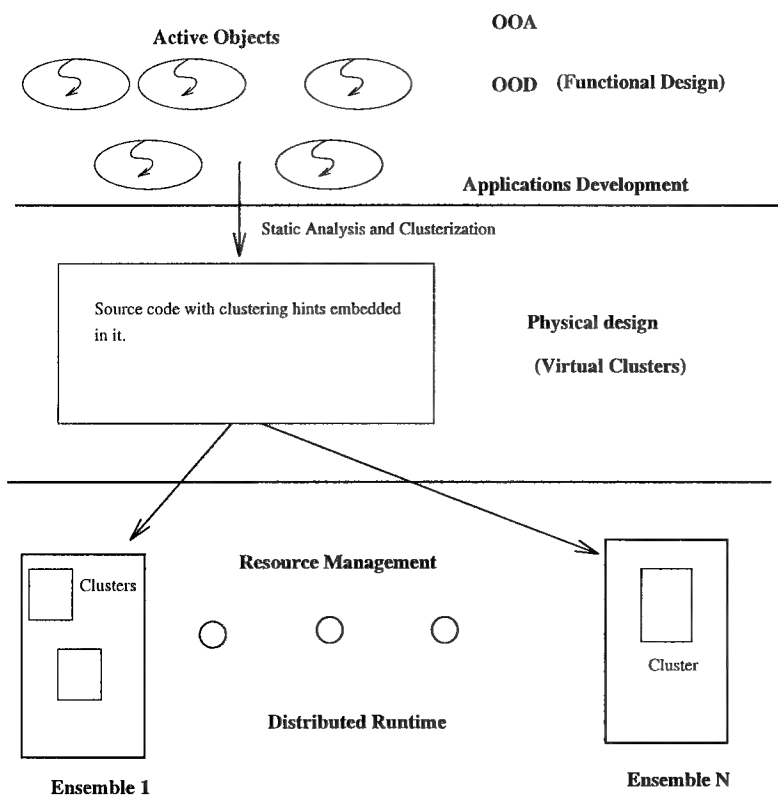 OOA
Active Objects
OOD (Functional Design)
Applications Development
Static Analysis and Clusterization
Source code with clustering hints embedded
in it.
Physical design
(Virtual Clusters)
Resource Management
Clusters
Cluster
Distributed Runtime
Ensemble 1
Ensemble N